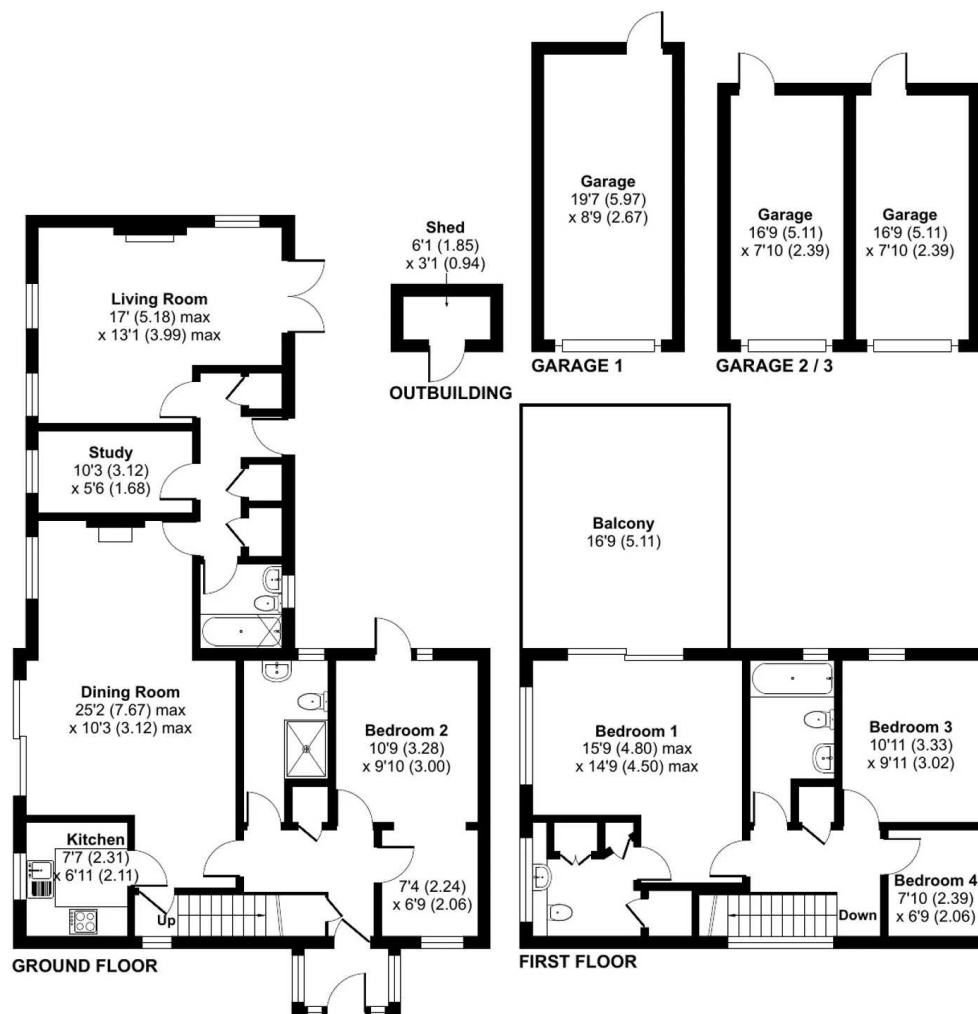 Garage
19'7 (5.97)
x 8'9 (2.67)
Garage
16'9 (5.11)
x 7'10 (2.39)
Garage
16'9 (5.11)
x 7'10 (2.39)
Shed
6'1 (1.85)
x 3'1 (0.94)
OUTBUILDING
GARAGE 1
GARAGE 2 / 3
Living Room
17' (5.18) max
x 13'1 (3.99) max
Study
10'3 (3.12)
x 5'6 (1.68)
Dining Room
25'2 (7.67) max
x 10'3 (3.12) max
Bedroom 2
10'9 (3.28)
x 9'10 (3.00)
Kitchen
7'7 (2.31)
x 6'11 (2.11)
7'4 (2.24)
x 6'9 (2.06)
Up
GROUND FLOOR
Balcony
16'9 (5.11)
Bedroom 1
15'9 (4.80) max
x 14'9 (4.50) max
Bedroom 3
10'11 (3.33)
x 9'11 (3.02)
Bedroom 4
7'10 (2.39)
x 6'9 (2.06)
Down
FIRST FLOOR